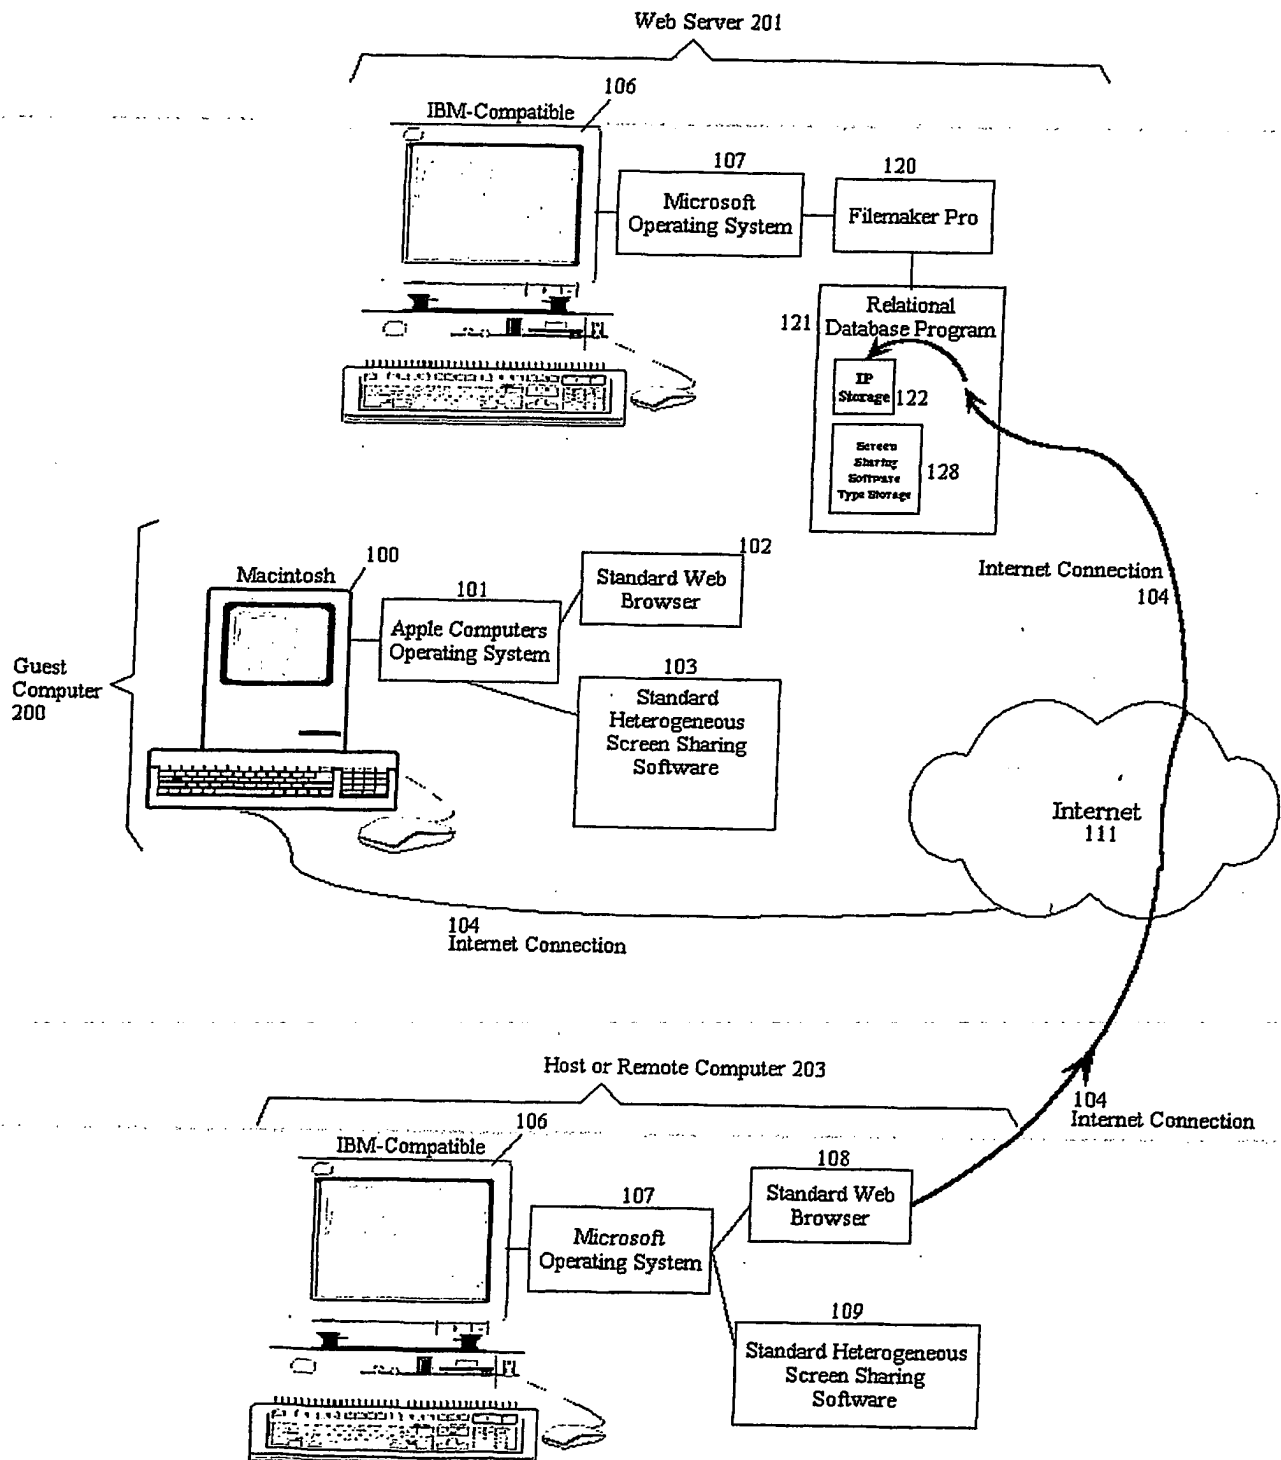 Web Server 201
106
IBM-Compatible
107
Microsoft
Operating System
120
Filemaker Pro
121
Relational
Database Program
IP
Storage
122
Screen
Sharing
Software
Type Storage
128
Internet Connection
104
Guest
Computer
200
Macintosh
100
101
Apple Computers
Operating System
102
Standard Web
Browser
103
Standard
Heterogeneous
Screen Sharing
Software
Internet
111
104
Internet Connection
Host or Remote Computer 203
104
Internet Connection
106
IBM-Compatible
107
Microsoft
Operating System
108
Standard Web
Browser
109
Standard Heterogeneous
Screen Sharing
Software